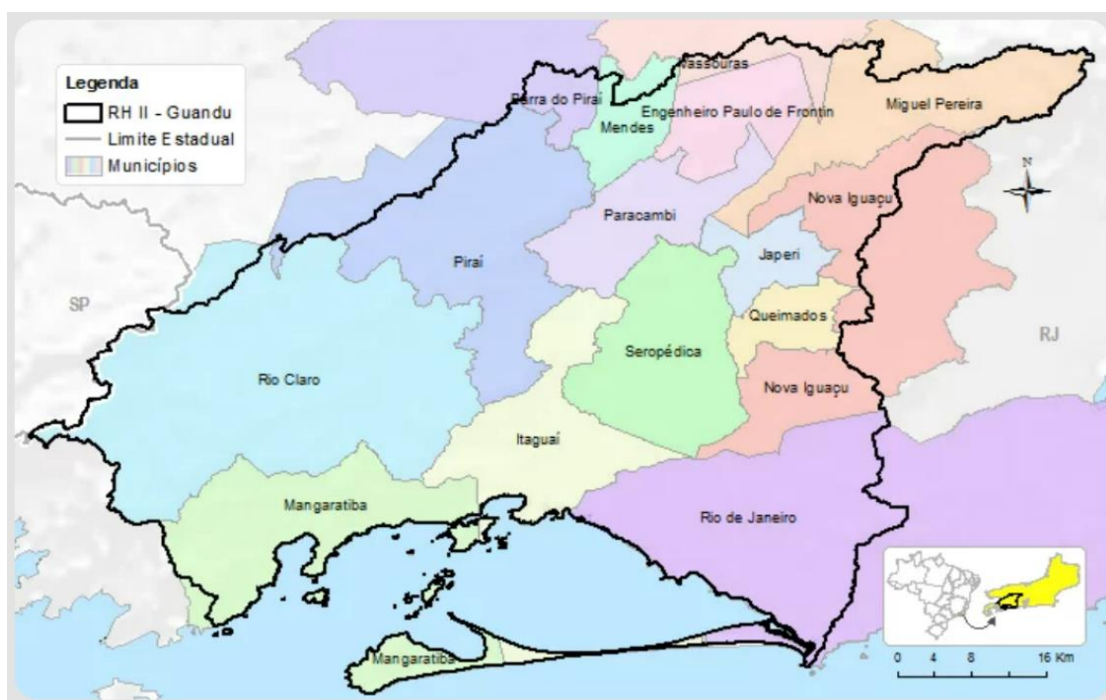 Legenda
RH II - Guandu
Limite Estadual
Municípios
Vassouras
Barra do Piraí
Engenheiro Paulo de Frontin
Miguel Pereira
Mendes
N
Nova Iguaçu
Paracambi
Japeri
Piraí
SP
Queimados
RJ
Seropédica
Rio Claro
Nova Iguaçu
Itaguaí
Mangaratiba
Rio de Janeiro
Mangaratiba
0 4 8 16 Km